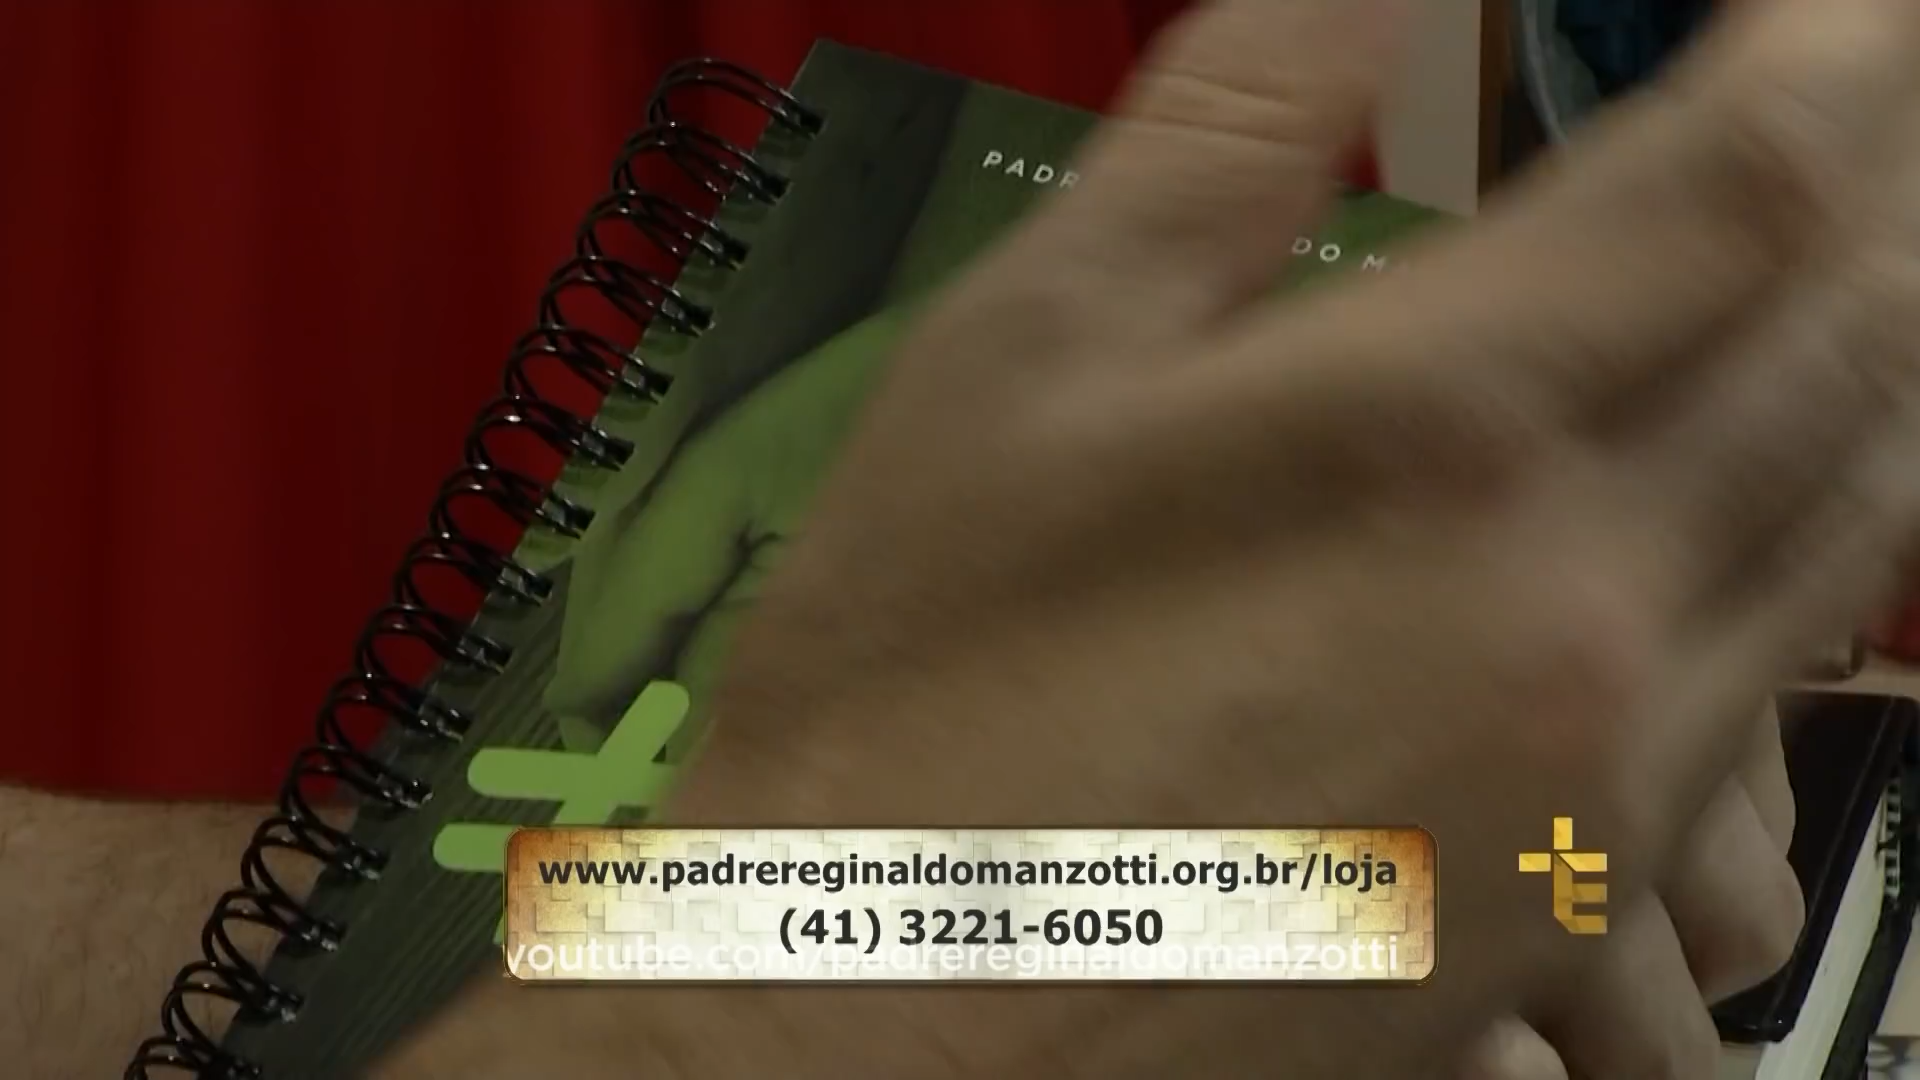 PADR
DO M
www.padrereginaldomanzotti.org.br/loja
(41) 3221-6050
youtube.com/padrereginaldomanzotti